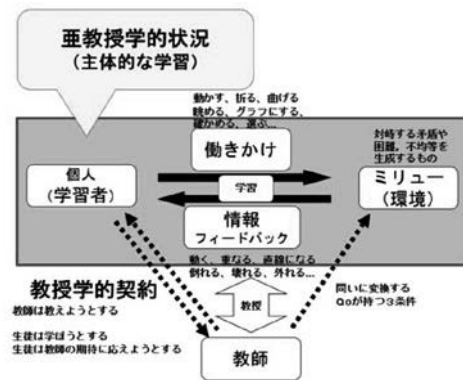 亜教授学的状況
(主体的な学習)
動かす、折る、曲げる
眺める、グラフにする、
確かめる、選ぶ…
働きかけ
対峙する矛盾や
困難，不均等を
生成するもの
個人
(学習者)
学習
ミリュー
(環境)
情報
フィードバック
動く、重なる、直線になる
倒れる、壊れる、外れる…
教授学的契約
教師は教えようとする
生徒は学ぼうとする
生徒は教師の期待に応えようとする
教授
問いに変換する
Qoが持つ3条件
教師